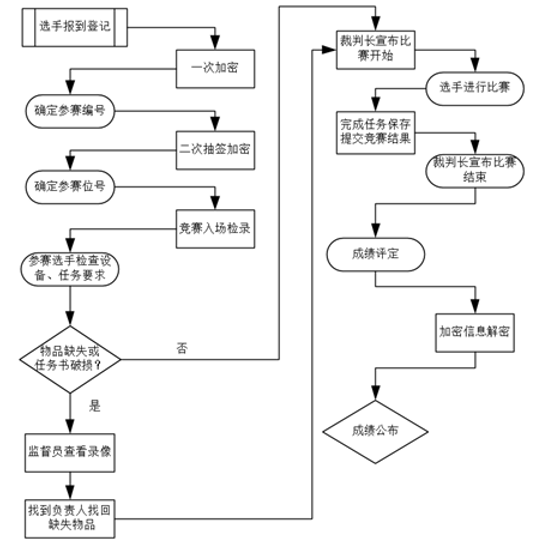 选手报到登记
一次加密
确定参赛编号
二次抽签加密
确定参赛位号
竞赛入场检录
参赛选手检查设
备、任务要求
物品缺失或
任务书破损?
否
是
监督员查看录像
找到负责人找回
缺失物品
裁判长宣布比
赛开始
选手进行比赛
完成任务保存
提交竞赛结果
裁判长宣布比赛
结束
成绩评定
加密信息解密
成绩公布